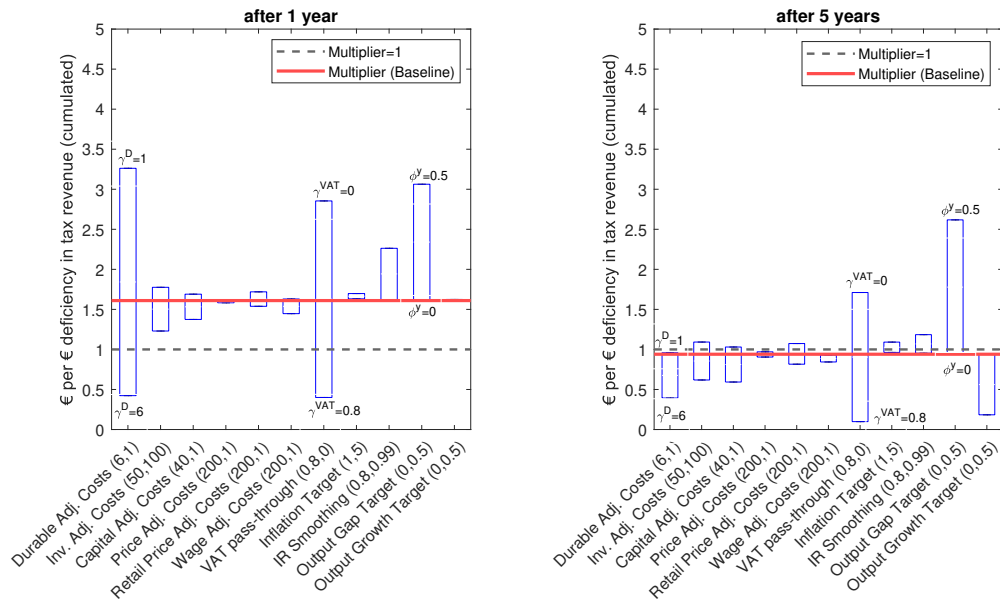 after 1 year
€ per € deficiency in tax revenue (cumulated)
5
4.5
4
3.5
3
2.5
2
1.5
1
0.5
0
Multiplier=1
Multiplier (Baseline)
γD=1
γD=6
γVAT=0
γVAT=0.8
ϕy=0.5
ϕy=0
Durable Adj. Costs (6,1)
Inv. Adj. Costs (50,100)
Capital Adj. Costs (40,1)
Price Adj. Costs (200,1)
Retail Price Adj. Costs (200,1)
Wage Adj. Costs (200,1)
VAT pass-through (0.8,0)
Inflation Target (1,5)
IR Smoothing (0.8,0.99)
Output Gap Target (0,0.5)
Output Growth Target (0,0.5)
after 5 years
€ per € deficiency in tax revenue (cumulated)
5
4.5
4
3.5
3
2.5
2
1.5
1
0.5
0
Multiplier=1
Multiplier (Baseline)
γD=1
γD=6
γVAT=0
γVAT=0.8
ϕy=0.5
ϕy=0
Durable Adj. Costs (6,1)
Inv. Adj. Costs (50,100)
Capital Adj. Costs (40,1)
Price Adj. Costs (200,1)
Retail Price Adj. Costs (200,1)
Wage Adj. Costs (200,1)
VAT pass-through (0.8,0)
Inflation Target (1,5)
IR Smoothing (0.8,0.99)
Output Gap Target (0,0.5)
Output Growth Target (0,0.5)